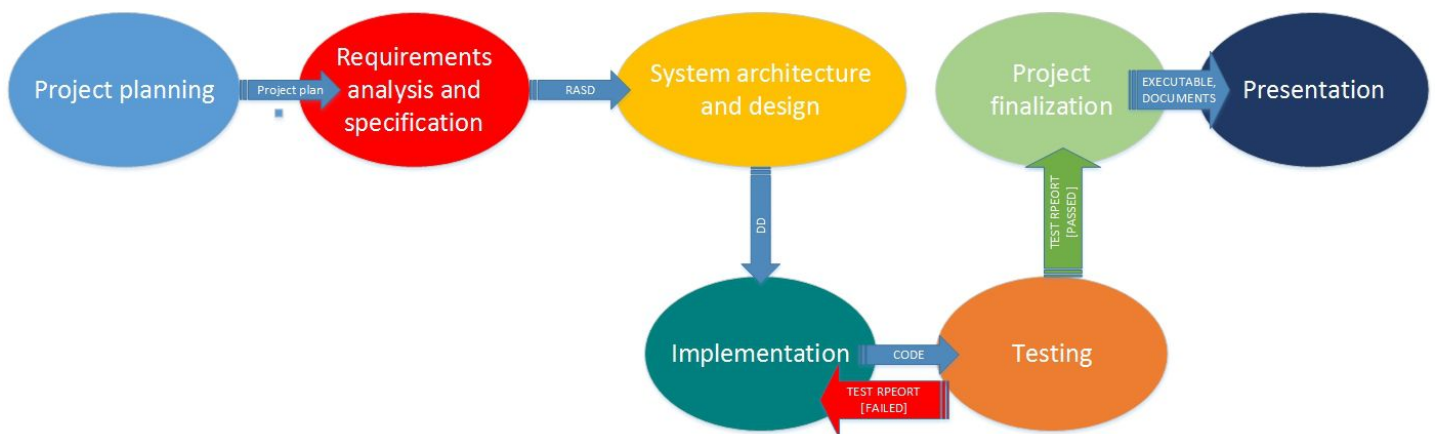 Project planning
Project plan
Requirements
analysis and
specification
RASD
System architecture
and design
DD
Implementation
CODE
TEST RPEORT
[FAILED]
Testing
TEST RPEORT
[PASSED]
Project
finalization
EXECUTABLE,
DOCUMENTS
Presentation